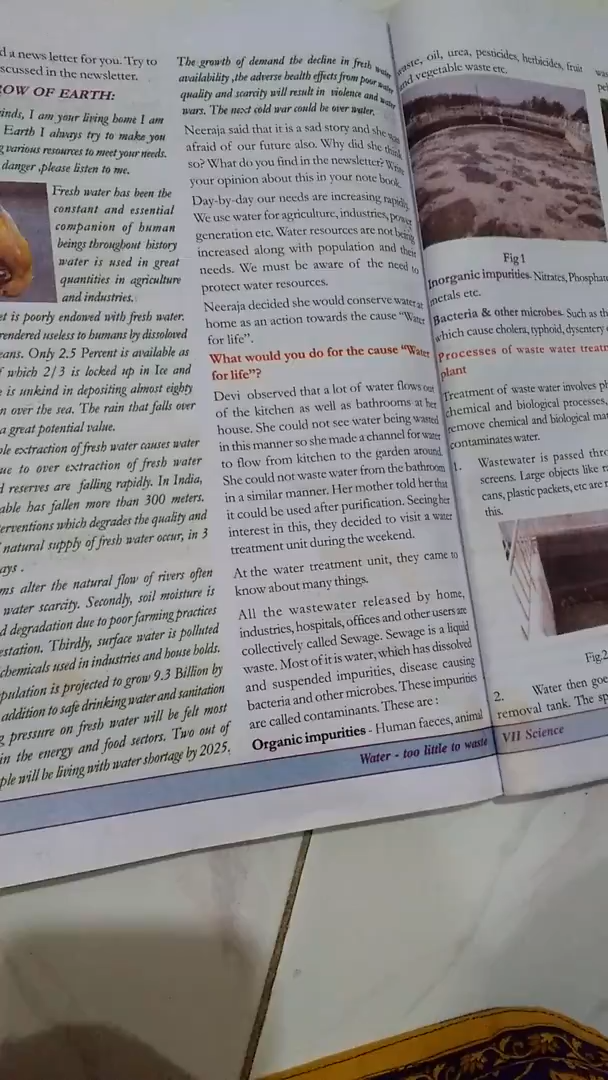 d a news letter for you. Try to
scussed in the newsletter.
ROW OF EARTH:
inds, I am your living home I am
Earth I always try to make you
various resources to meet your needs.
danger ,please listen to me.
Fresh water has been the
constant and essential
companion of human
beings throughout history
water is used in great
quantities in agriculture
and industries.
et is poorly endowed with fresh water.
rendered useless to humans by dissolved
eans. Only 2.5 Percent is available as
f which 2/3 is locked up in Ice and
e is unkind in depositing almost eighty
n over the sea. The rain that falls over
a great potential value.
ble extraction of fresh water causes water
ue to over extraction of fresh water
d reserves are falling rapidly. In India,
able has fallen more than 300 meters.
erventions which degrades the quality and
natural supply of fresh water occur, in 3
ays .
ms alter the natural flow of rivers often
water scarcity. Secondly, soil moisture is
d degradation due to poor farming practices
estation. Thirdly, surface water is polluted
chemicals used in industries and house holds.
pulation is projected to grow 9.3 Billion by
addition to safe drinking water and sanitation
g pressure on fresh water will be felt most
in the energy and food sectors. Two out of
ple will be living with water shortage by 2025.
The growth of demand the decline in fresh water
availability ,the adverse health effects from poor water
quality and scarcity will result in violence and water
wars. The next cold war could be over water.
Neeraja said that it is a sad story and she was
afraid of our future also. Why did she think
so? What do you find in the newsletter? Write
your opinion about this in your note book.
Day-by-day our needs are increasing rapidly.
We use water for agriculture, industries, power
generation etc. Water resources are not being
increased along with population and their
needs. We must be aware of the need to
protect water resources.
Neeraja decided she would conserve water at
home as an action towards the cause "Water
for life".
What would you do for the cause "Water
for life"?
Devi observed that a lot of water flows out
of the kitchen as well as bathrooms at her
house. She could not see water being wasted
in this manner so she made a channel for water
to flow from kitchen to the garden around.
She could not waste water from the bathroom
in a similar manner. Her mother told her that
it could be used after purification. Seeing her
interest in this, they decided to visit a water
treatment unit during the weekend.
At the water treatment unit, they came to
know about many things.
All the wastewater released by home,
industries, hospitals, offices and other users are
collectively called Sewage. Sewage is a liquid
waste. Most of it is water, which has dissolved
and suspended impurities, disease causing
bacteria and other microbes. These impurities
are called contaminants. These are :
Organic impurities - Human faeces, animal
Water - too little to waste
waste, oil, urea, pesticides, herbicides, fruit
and vegetable waste etc.
Fig1
Inorganic impurities. Nitrates, Phosphate
metals etc.
Bacteria & other microbes. Such as th
which cause cholera, typhoid, dysentery
Processes of waste water treatm
plant
Treatment of waste water involves ph
chemical and biological processes,
remove chemical and biological mat
contaminates water.
1. Wastewater is passed thro
screens. Large objects like r
cans, plastic packets, etc are r
this.
Fig.2
2. Water then goe
removal tank. The sp
VII Science